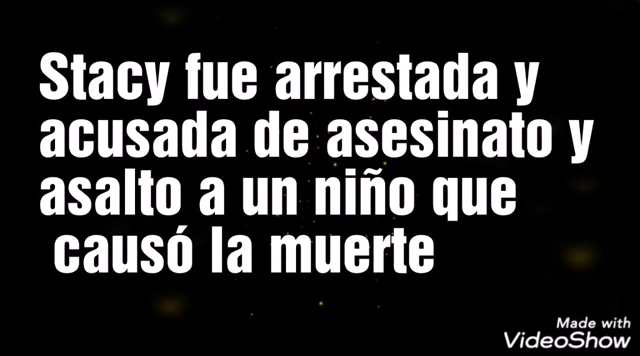 Stacy fue arrestada y
acusada de asesinato y
asalto a un niño que
causó la muerte
Made with
VideoShow